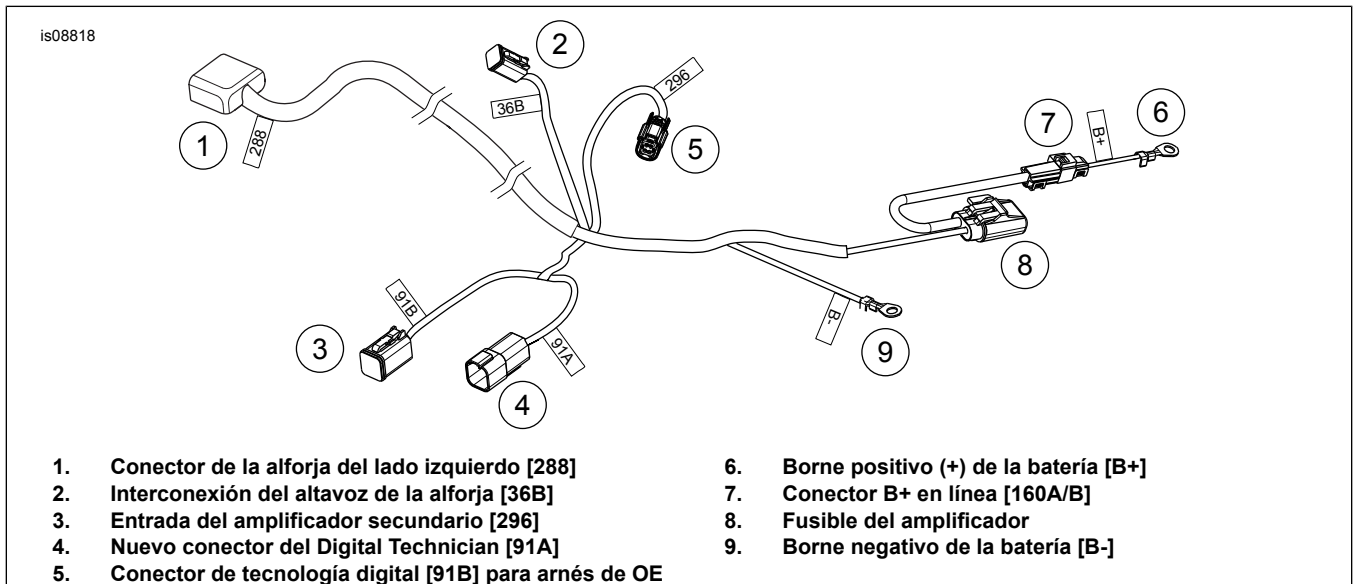 is08818
1
2
3
4
5
6
7
8
9
288
36B
296
B+
91B
91A
B-
1. Conector de la alforja del lado izquierdo [288]
2. Interconexión del altavoz de la alforja [36B]
3. Entrada del amplificador secundario [296]
4. Nuevo conector del Digital Technician [91A]
5. Conector de tecnología digital [91B] para arnés de OE
6. Borne positivo (+) de la batería [B+]
7. Conector B+ en línea [160A/B]
8. Fusible del amplificador
9. Borne negativo de la batería [B-]